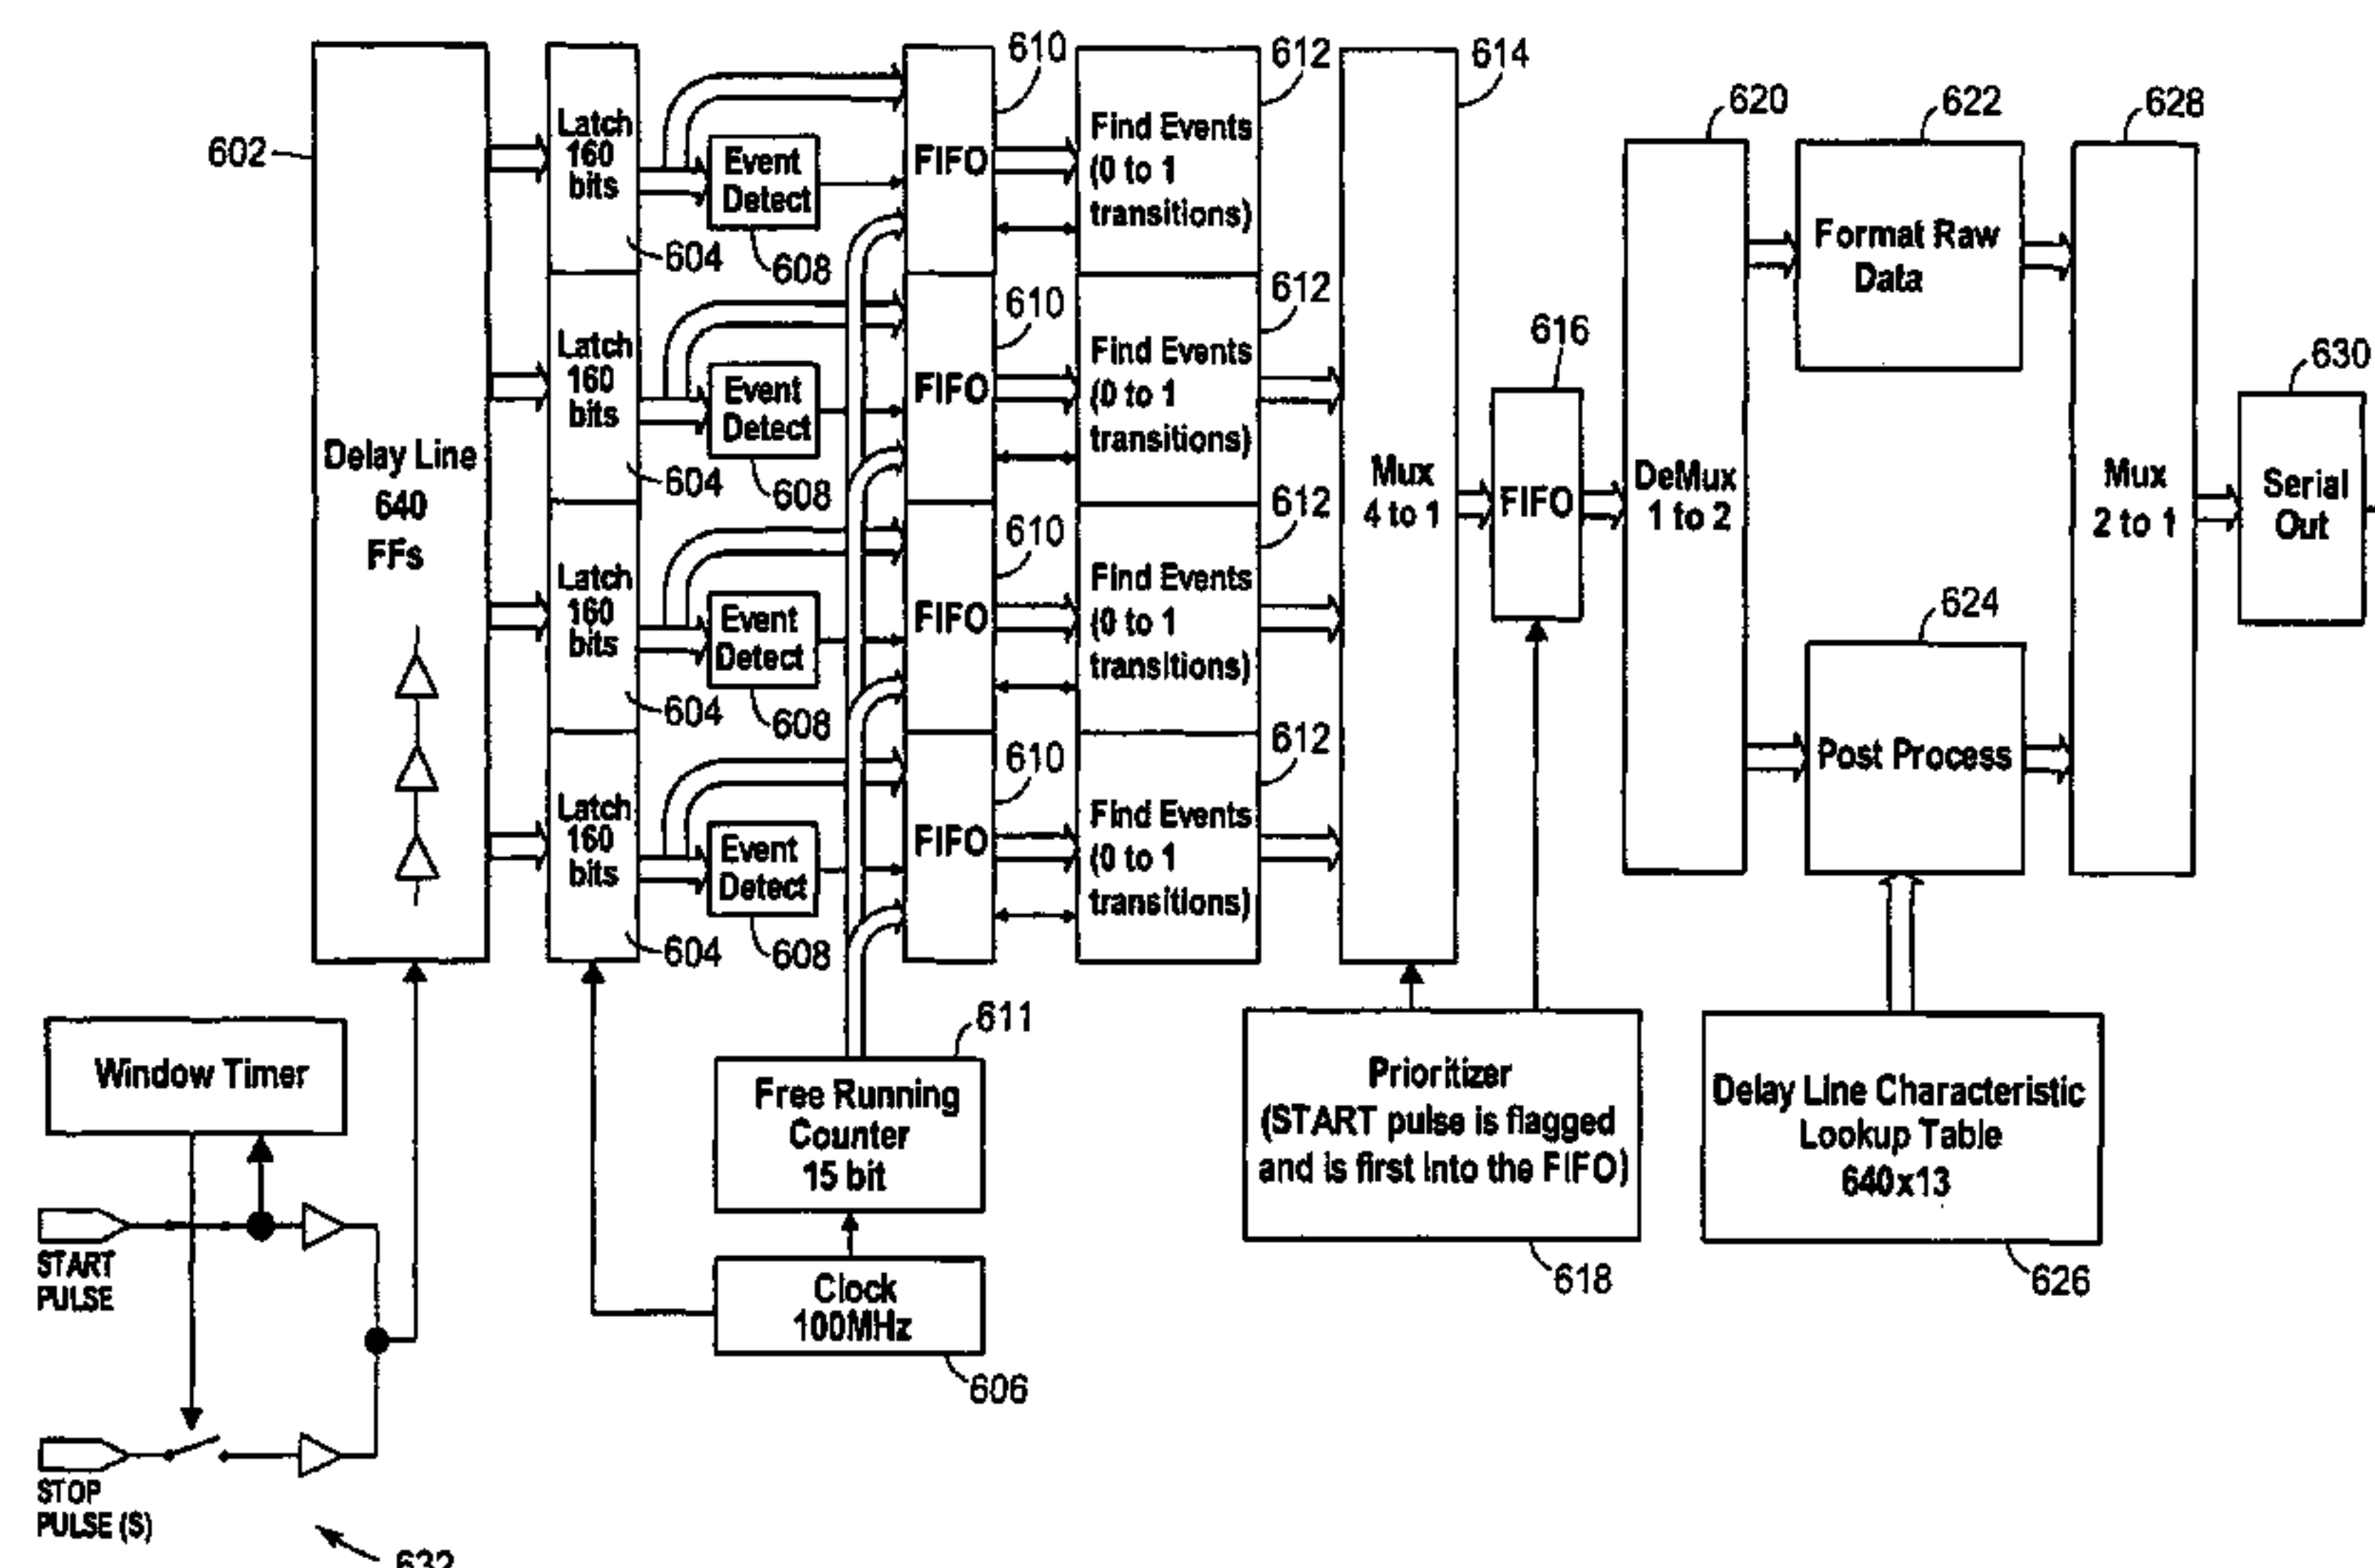 602
Delay Line
640
FFs
Latch
160
bits
604
Latch
160
bits
604
Latch
160
bits
604
Latch
160
bits
604
Event
Detect
608
Event
Detect
608
Event
Detect
608
Event
Detect
608
610
FIFO
610
FIFO
610
FIFO
610
FIFO
612
Find Events
(0 to 1
transitions)
612
Find Events
(0 to 1
transitions)
612
Find Events
(0 to 1
transitions)
612
Find Events
(0 to 1
transitions)
614
Mux
4 to 1
616
FIFO
620
DeMux
1 to 2
622
Format Raw
Data
624
Post Process
628
Mux
2 to 1
630
Serial
Out
Window Timer
START
PULSE
STOP
PULSE (S)
632
611
Free Running
Counter
15 bit
Clock
100MHz
606
Prioritizer
(START pulse is flagged
and is first into the FIFO)
618
Delay Line Characteristic
Lookup Table
640x13
626